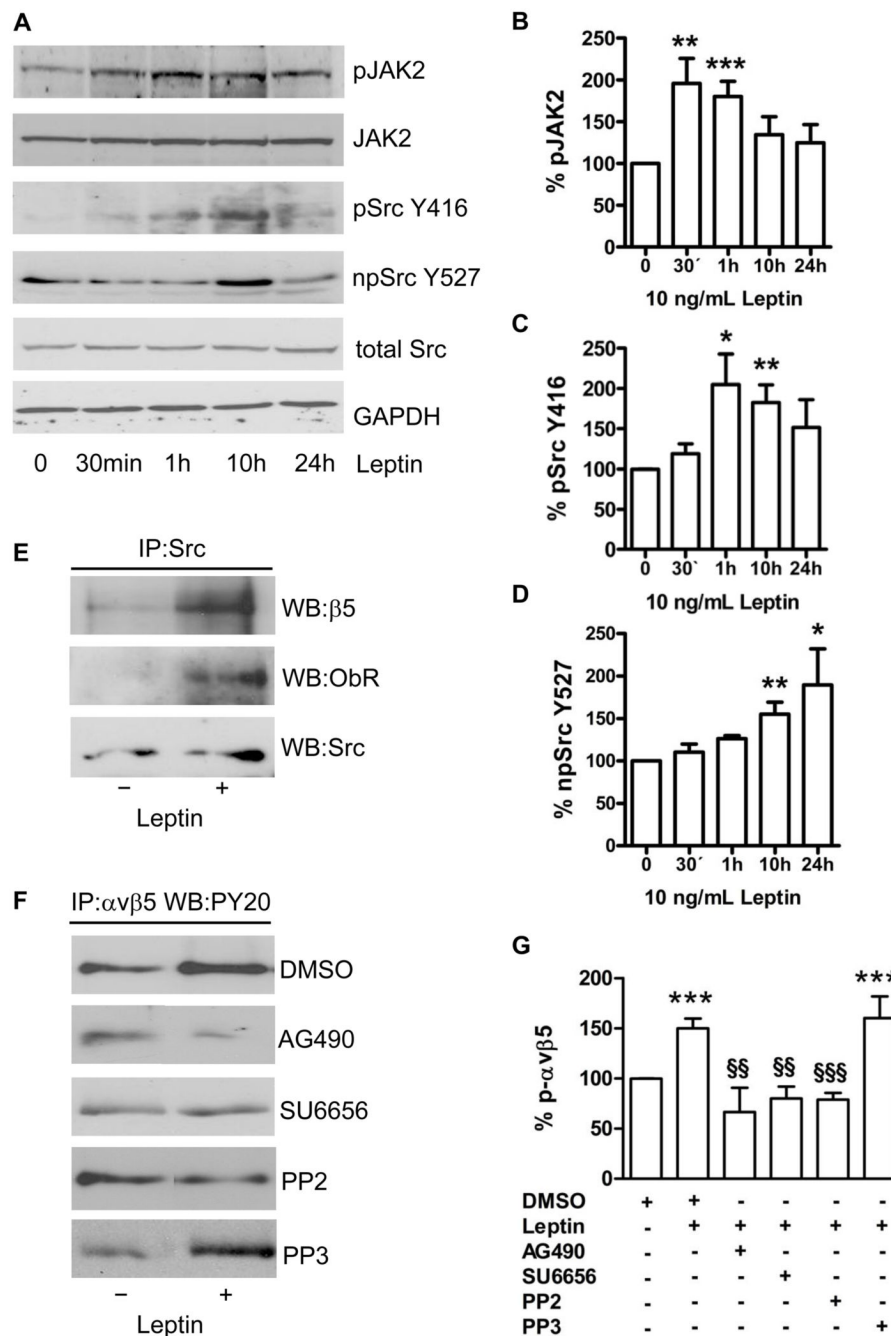 A
pJAK2
JAK2
pSrc Y416
npSrc Y527
total Src
GAPDH
0 30min 1h 10h 24h Leptin
B
% pJAK2
250
200
150
100
50
0
** ***
0 30´ 1h 10h 24h
10 ng/mL Leptin
C
% pSrc Y416
250
200
150
100
50
0
* **
0 30` 1h 10h 24h
10 ng/mL Leptin
D
% npSrc Y527
250
200
150
100
50
0
** *
0 30´ 1h 10h 24h
10 ng/mL Leptin
E
IP:Src
WB:β5
WB:ObR
WB:Src
− +
Leptin
F
IP:αvβ5 WB:PY20
DMSO
AG490
SU6656
PP2
PP3
− +
Leptin
G
% p-αvβ5
200
150
100
50
0
*** §§ §§ §§§ ***
DMSO + + - - - -
Leptin - + + + + +
AG490 - - + - - -
SU6656 - - - + - -
PP2 - - - - + -
PP3 - - - - - +